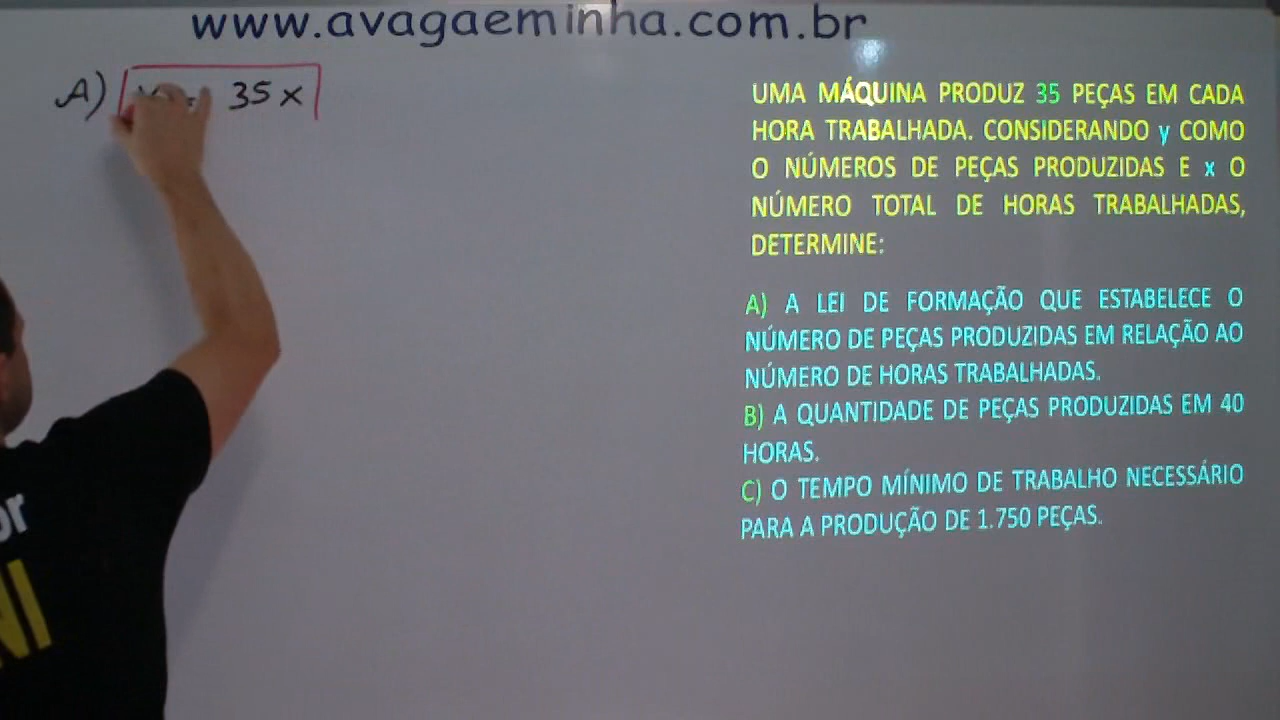 www.avagaeminha.com.br
A) y = 35x
UMA MÁQUINA PRODUZ 35 PEÇAS EM CADA
HORA TRABALHADA. CONSIDERANDO y COMO
O NÚMEROS DE PEÇAS PRODUZIDAS E x O
NÚMERO TOTAL DE HORAS TRABALHADAS,
DETERMINE:
A) A LEI DE FORMAÇÃO QUE ESTABELECE O
NÚMERO DE PEÇAS PRODUZIDAS EM RELAÇÃO AO
NÚMERO DE HORAS TRABALHADAS.
B) A QUANTIDADE DE PEÇAS PRODUZIDAS EM 40
HORAS.
C) O TEMPO MÍNIMO DE TRABALHO NECESSÁRIO
PARA A PRODUÇÃO DE 1.750 PEÇAS.